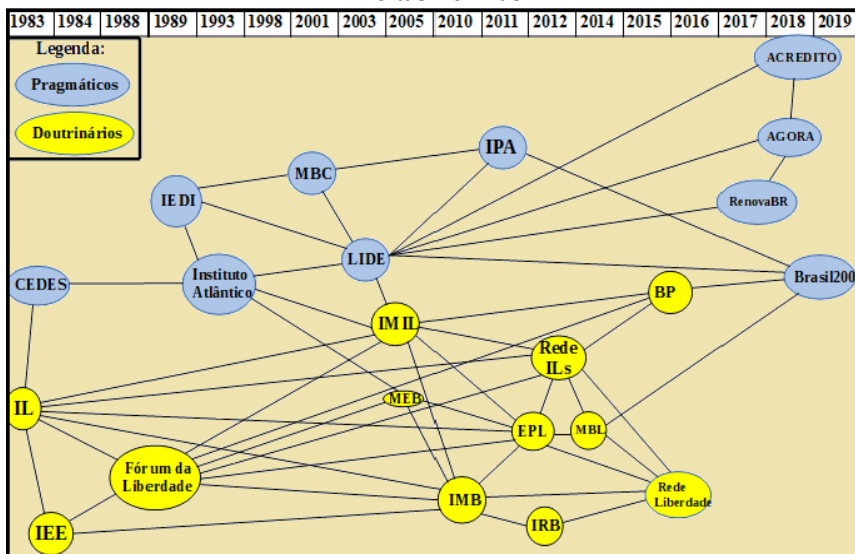 1983 1984 1988 1989 1993 1998 2001 2003 2005 2010 2011 2012 2014 2015 2016 2017 2018 2019
Legenda:
Pragmáticos
Doutrinários
ACREDITO
AGORA
IPA
MBC
IEDI
RenovaBR
LIDE
Instituto
Atlântico
CEDES
Brasil200
BP
IMIL
Rede
ILs
MEB
IL
EPL
MBL
Fórum da
Liberdade
Rede
Liberdade
IMB
IRB
IEE